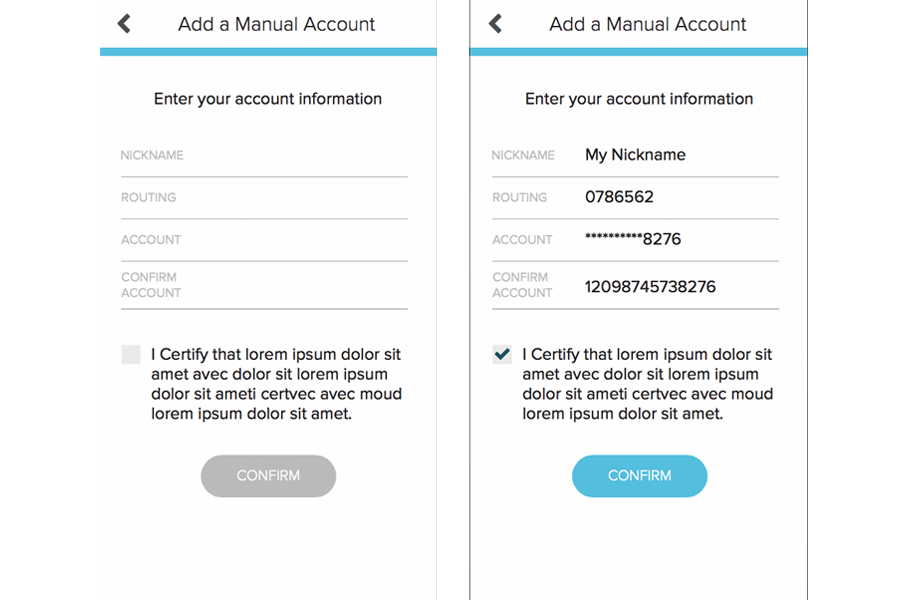 Add a Manual Account
Enter your account information
NICKNAME
ROUTING
ACCOUNT
CONFIRM
ACCOUNT
I Certify that lorem ipsum dolor sit
amet avec dolor sit lorem ipsum
dolor sit ameti certvec avec moud
lorem ipsum dolor sit amet.
CONFIRM
Add a Manual Account
Enter your account information
NICKNAME My Nickname
ROUTING 0786562
ACCOUNT **********8276
CONFIRM
ACCOUNT 12098745738276
I Certify that lorem ipsum dolor sit
amet avec dolor sit lorem ipsum
dolor sit ameti certvec avec moud
lorem ipsum dolor sit amet.
CONFIRM